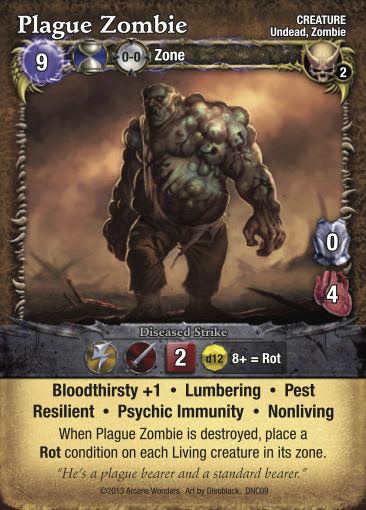 Plague Zombie
CREATURE
Undead, Zombie
9
0-0
Zone
2
0
4
Diseased Strike
2
d12
8+ = Rot
Bloodthirsty +1 • Lumbering • Pest
Resilient • Psychic Immunity • Nonliving
When Plague Zombie is destroyed, place a
Rot condition on each Living creature in its zone.
"He's a plague bearer and a standard bearer."
©2013 Arcane Wonders. Art by Dleoblack. DNC09